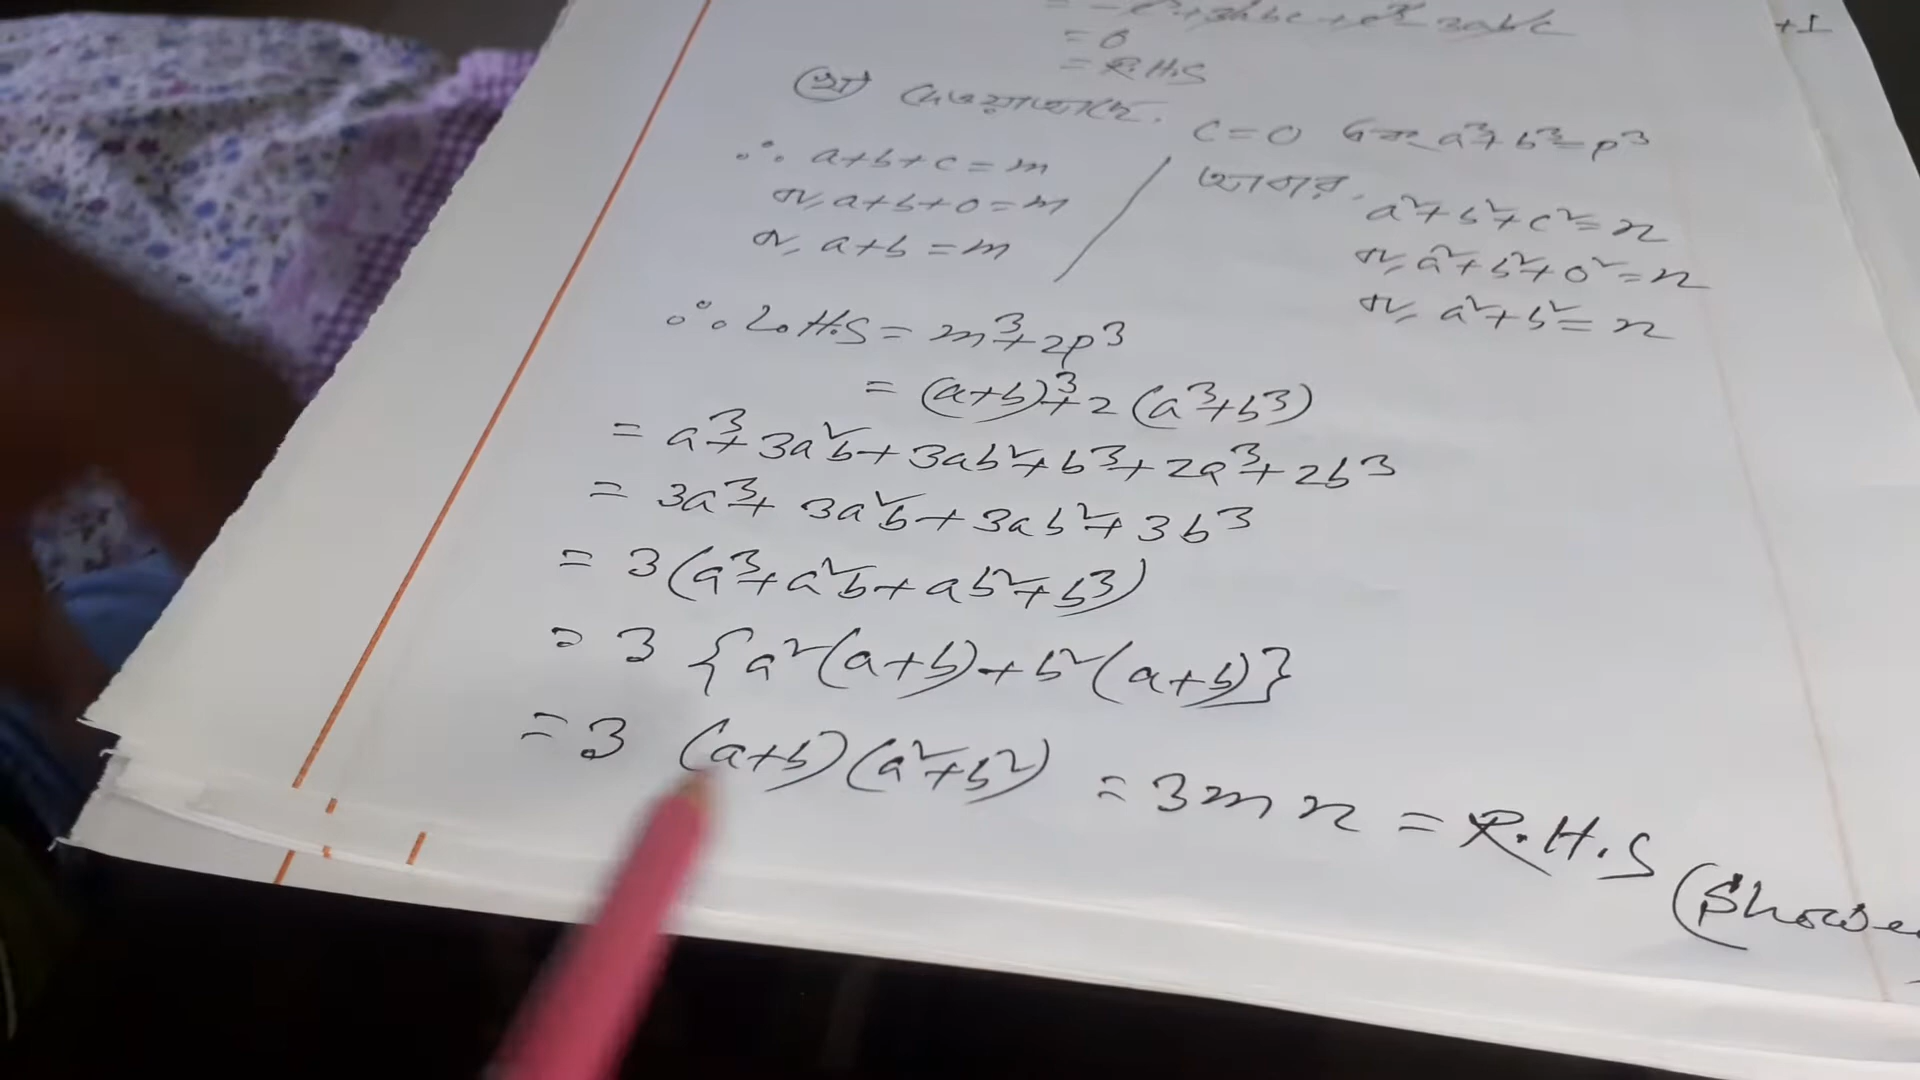 = 0
= R.H.S
+1
দেওয়া আছে, c = 0 এবং a³+b³=p³
∴ a+b+c = m
বা, a+b+0 = m
বা, a+b = m
আবার, a²+b²+c² = n
বা, a²+b²+0² = n
বা, a²+b² = n
∴ L.H.S = m³+2p³
= (a+b)³+2(a³+b³)
= a³+3a²b+3ab²+b³+2a³+2b³
= 3a³+3a²b+3ab²+3b³
= 3(a³+a²b+ab²+b³)
= 3 {a²(a+b)+b²(a+b)}
= 3 (a+b)(a²+b²) = 3mn = R.H.S
(Showe